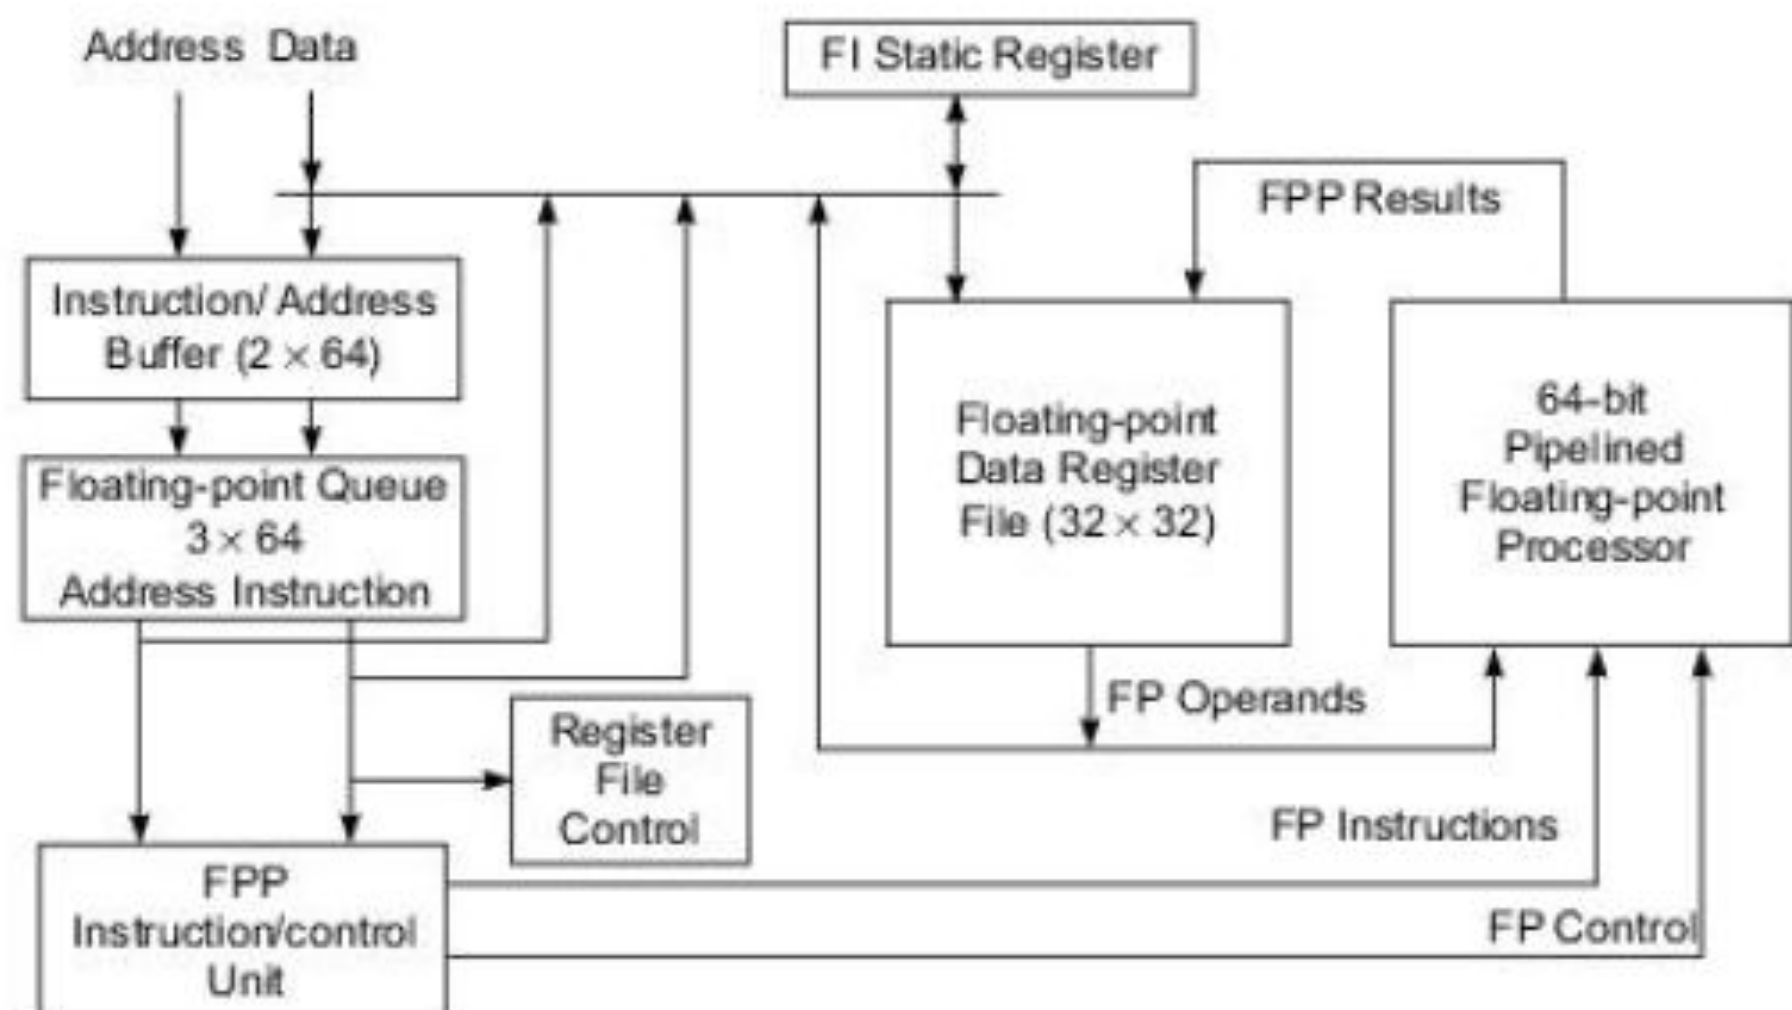 Address Data
FI Static Register
FPP Results
Instruction/ Address
Buffer (2 × 64)
Floating-point Queue
3 × 64
Address Instruction
Floating-point
Data Register
File (32 × 32)
64-bit
Pipelined
Floating-point
Processor
FP Operands
Register
File
Control
FP Instructions
FPP
Instruction/control
Unit
FP Control